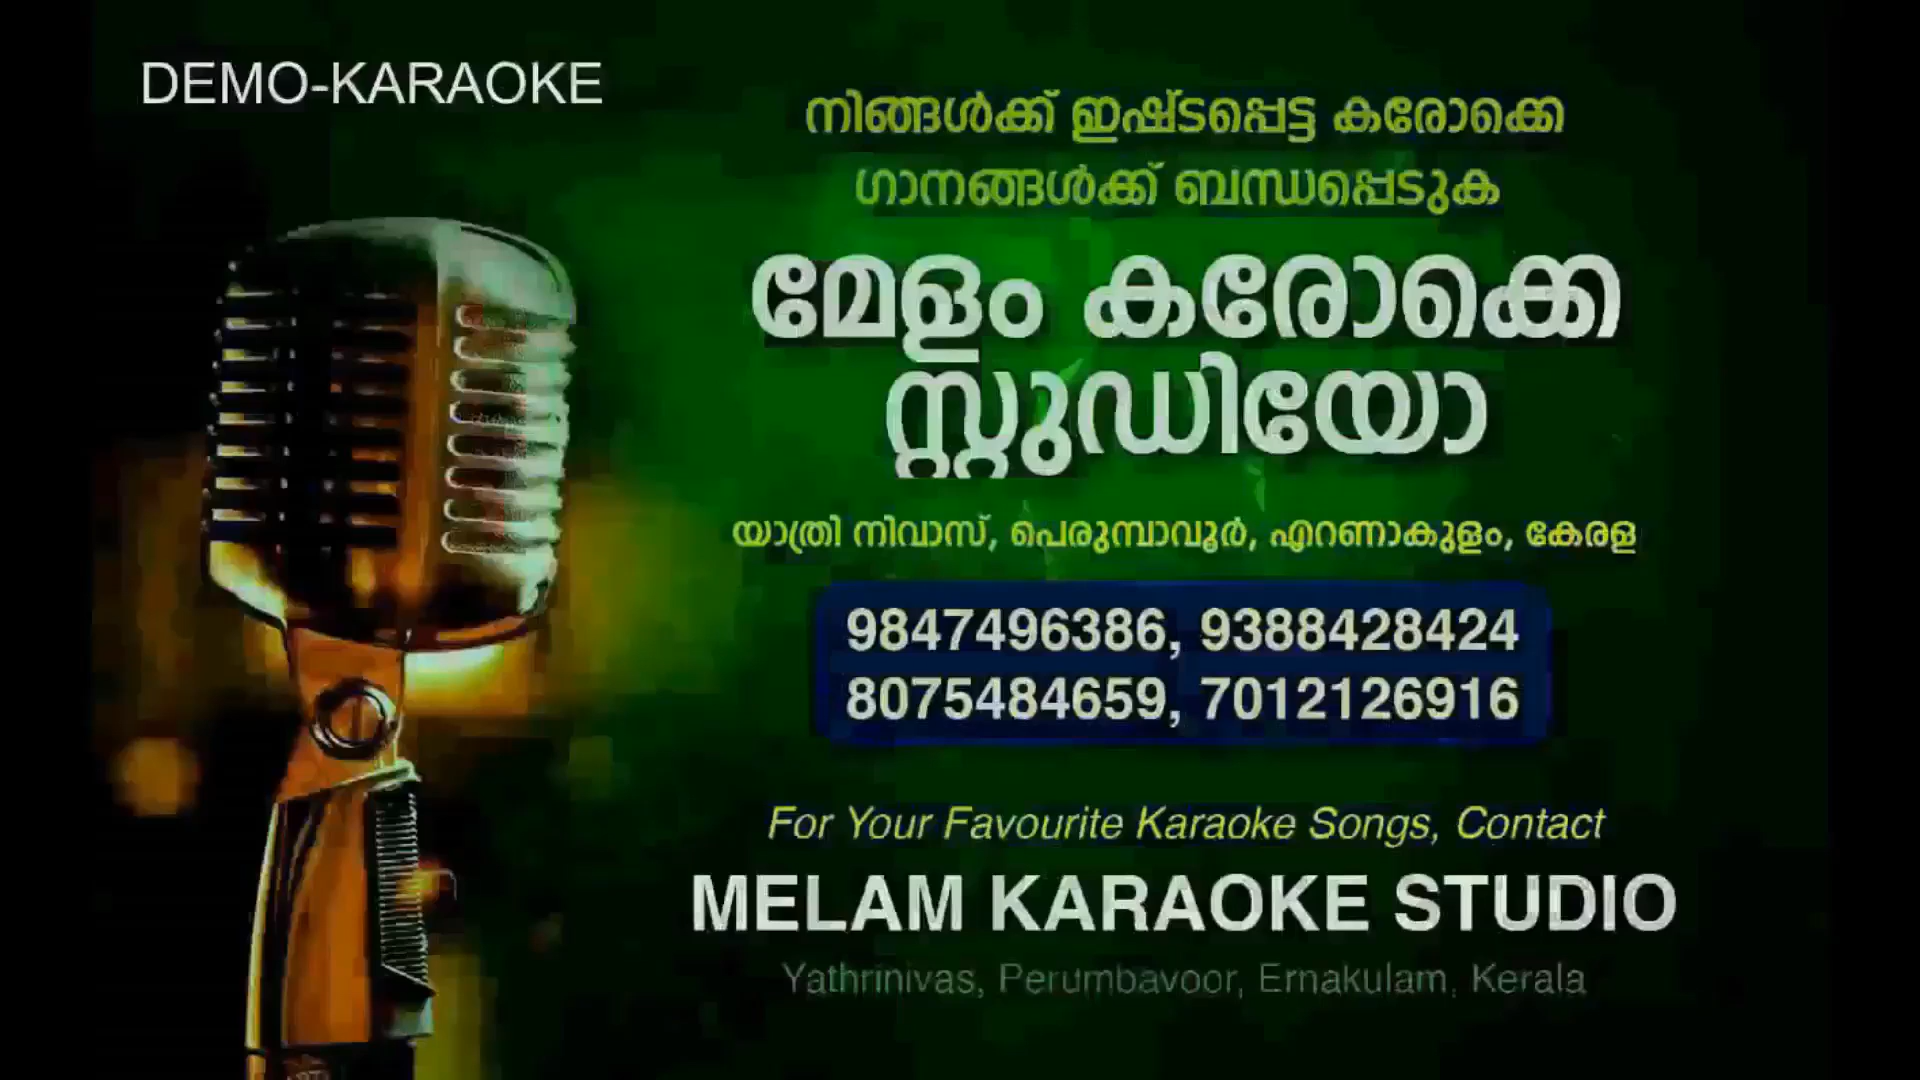 DEMO-KARAOKE
നിങ്ങൾക്ക് ഇഷ്ടപ്പെട്ട കരോക്കെ
ഗാനങ്ങൾക്ക് ബന്ധപ്പെടുക
മേളം കരോക്കെ
സ്റ്റുഡിയോ
യാത്രി നിവാസ്, പെരുമ്പാവൂർ, എറണാകുളം, കേരള
9847496386, 9388428424
8075484659, 7012126916
For Your Favourite Karaoke Songs, Contact
MELAM KARAOKE STUDIO
Yathrinivas, Perumbavoor, Ernakulam, Kerala